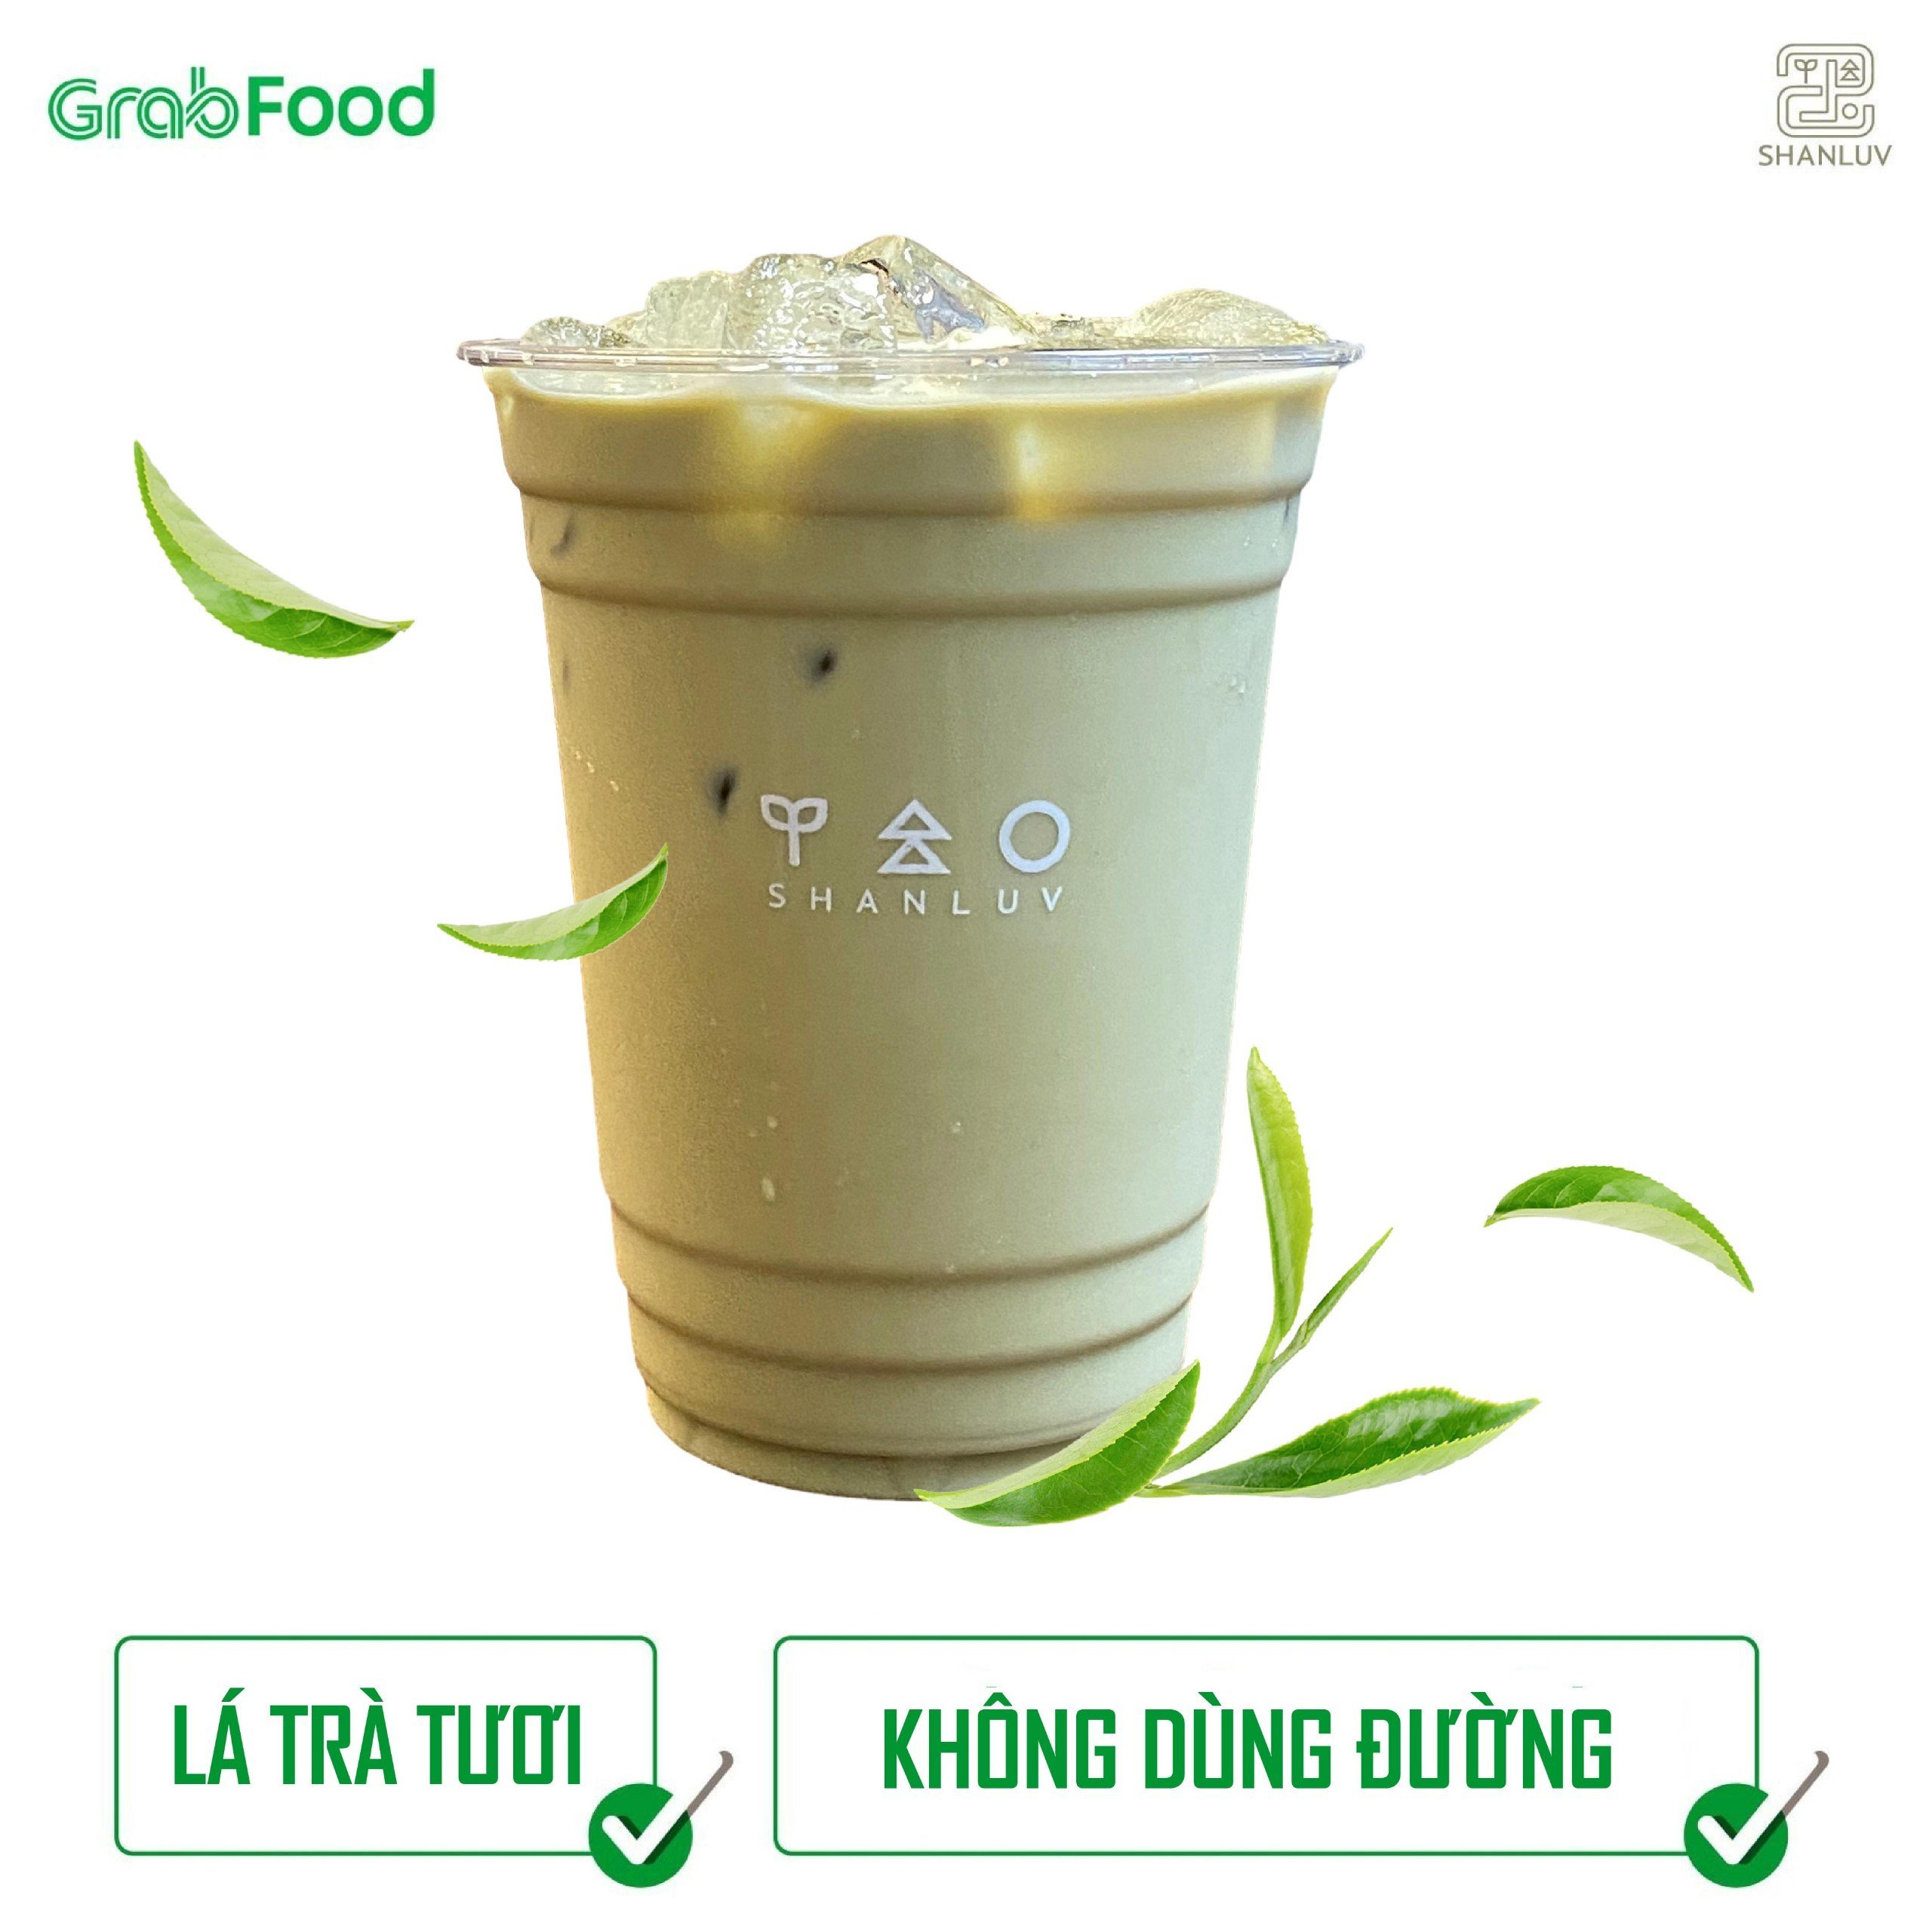 GrabFood
SHANLUV
SHANLUV
LÁ TRÀ TƯƠI
KHÔNG DÙNG ĐƯỜNG